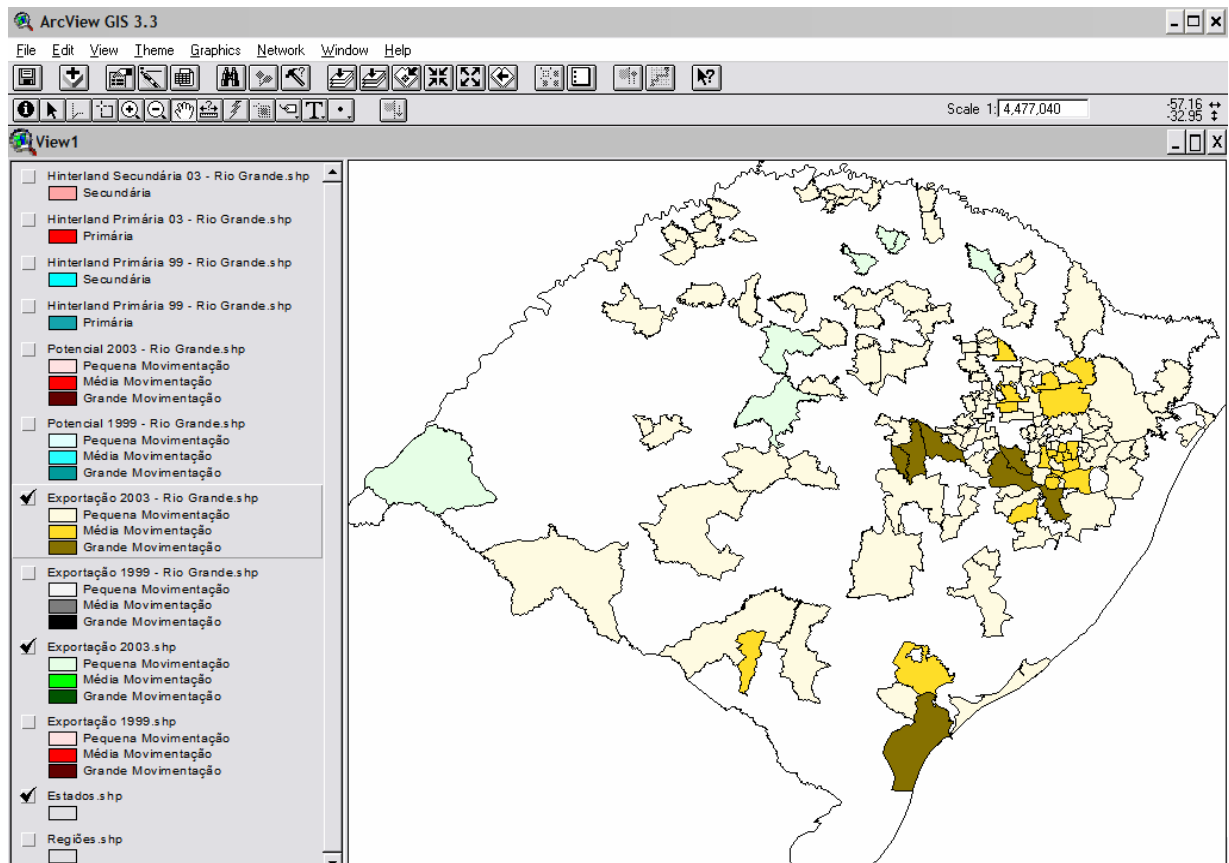 ArcView GIS 3.3
File Edit View Theme Graphics Network Window Help
Scale 1: 4,477,040
-57.16
-32.95
View1
Hinterland Secundária 03 - Rio Grande.shp
Secundária
Hinterland Primária 03 - Rio Grande.shp
Primária
Hinterland Primária 99 - Rio Grande.shp
Secundária
Hinterland Primária 99 - Rio Grande.shp
Primária
Potencial 2003 - Rio Grande.shp
Pequena Movimentação
Média Movimentação
Grande Movimentação
Potencial 1999 - Rio Grande.shp
Pequena Movimentação
Média Movimentação
Grande Movimentação
Exportação 2003 - Rio Grande.shp
Pequena Movimentação
Média Movimentação
Grande Movimentação
Exportação 1999 - Rio Grande.shp
Pequena Movimentação
Média Movimentação
Grande Movimentação
Exportação 2003.shp
Pequena Movimentação
Média Movimentação
Grande Movimentação
Exportação 1999.shp
Pequena Movimentação
Média Movimentação
Grande Movimentação
Estados.shp
Regiões.shp